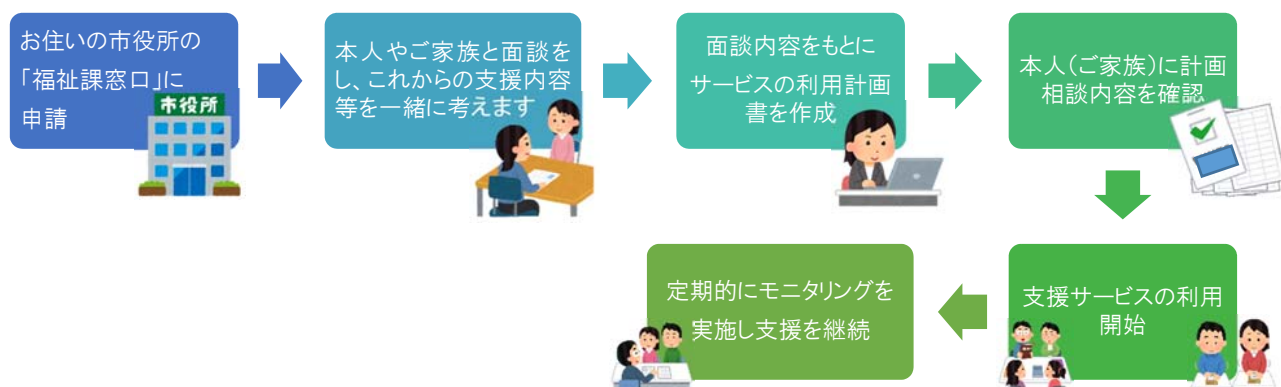 お住いの市役所の
「福祉課窓口」に
申請
市役所
本人やご家族と面談を
し、これからの支援内容
等を一緒に考えます
面談内容をもとに
サービスの利用計画
書を作成
本人(ご家族)に計画
相談内容を確認
支援サービスの利用
開始
定期的にモニタリングを
実施し支援を継続